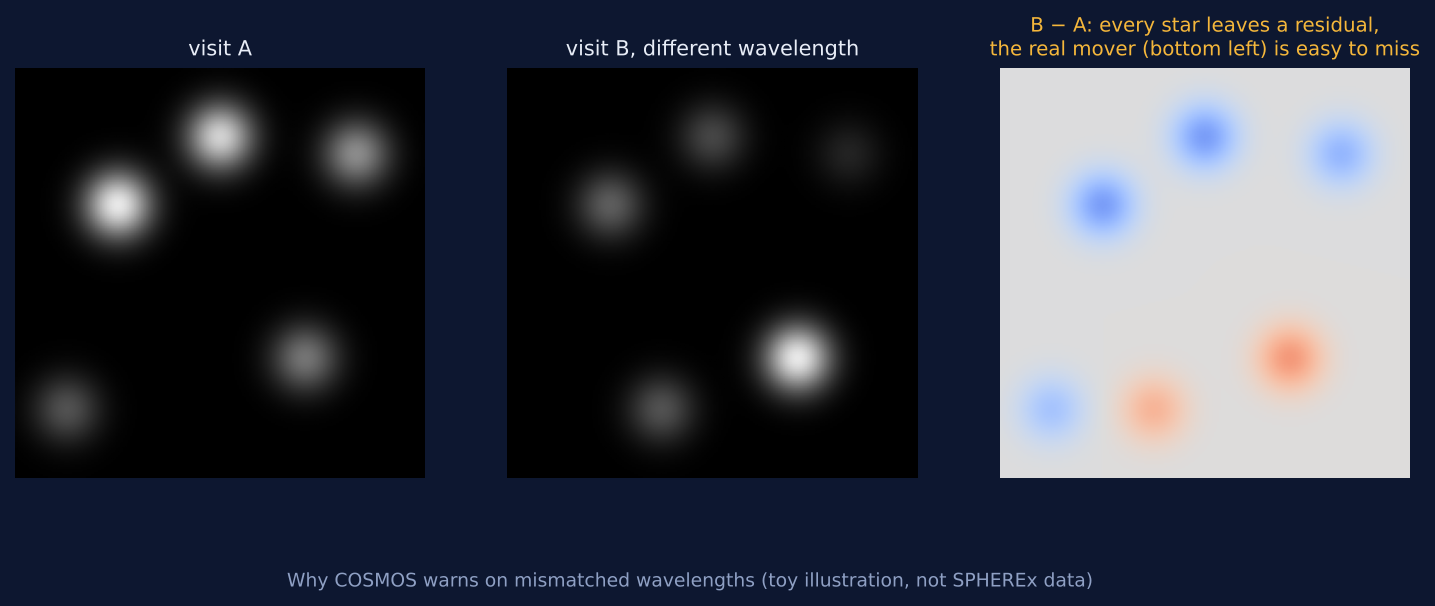 visit A
visit B, different wavelength
B − A: every star leaves a residual,
the real mover (bottom left) is easy to miss
Why COSMOS warns on mismatched wavelengths (toy illustration, not SPHEREx data)